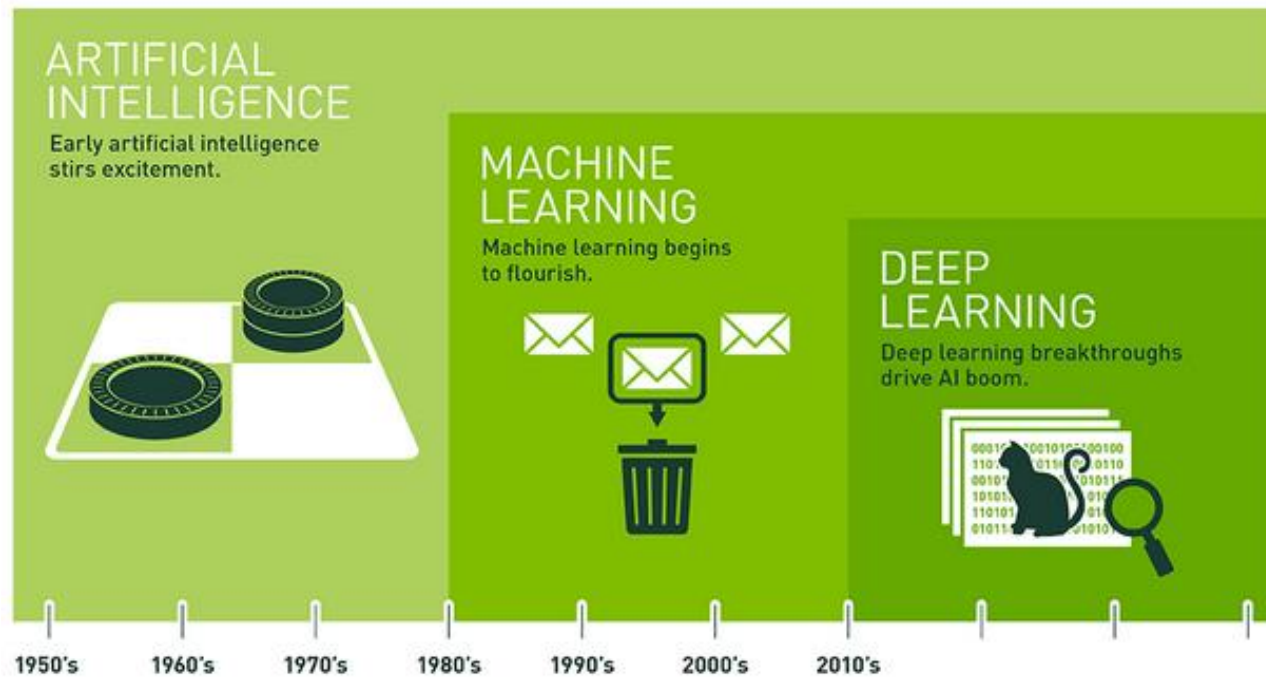 ARTIFICIAL
INTELLIGENCE
Early artificial intelligence
stirs excitement.
MACHINE
LEARNING
Machine learning begins
to flourish.
DEEP
LEARNING
Deep learning breakthroughs
drive AI boom.
1950's 1960's 1970's 1980's 1990's 2000's 2010's